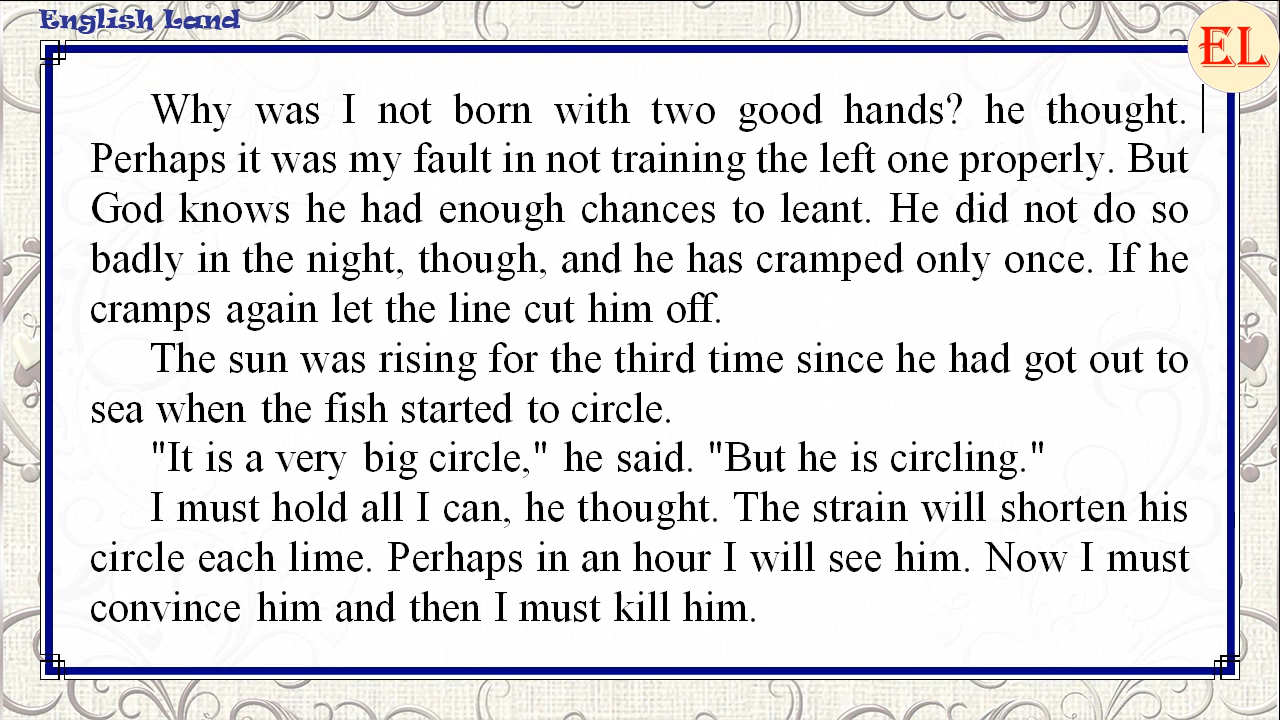 English Land
EL
Why was I not born with two good hands? he thought.
Perhaps it was my fault in not training the left one properly. But
God knows he had enough chances to leant. He did not do so
badly in the night, though, and he has cramped only once. If he
cramps again let the line cut him off.
The sun was rising for the third time since he had got out to
sea when the fish started to circle.
"It is a very big circle," he said. "But he is circling."
I must hold all I can, he thought. The strain will shorten his
circle each lime. Perhaps in an hour I will see him. Now I must
convince him and then I must kill him.